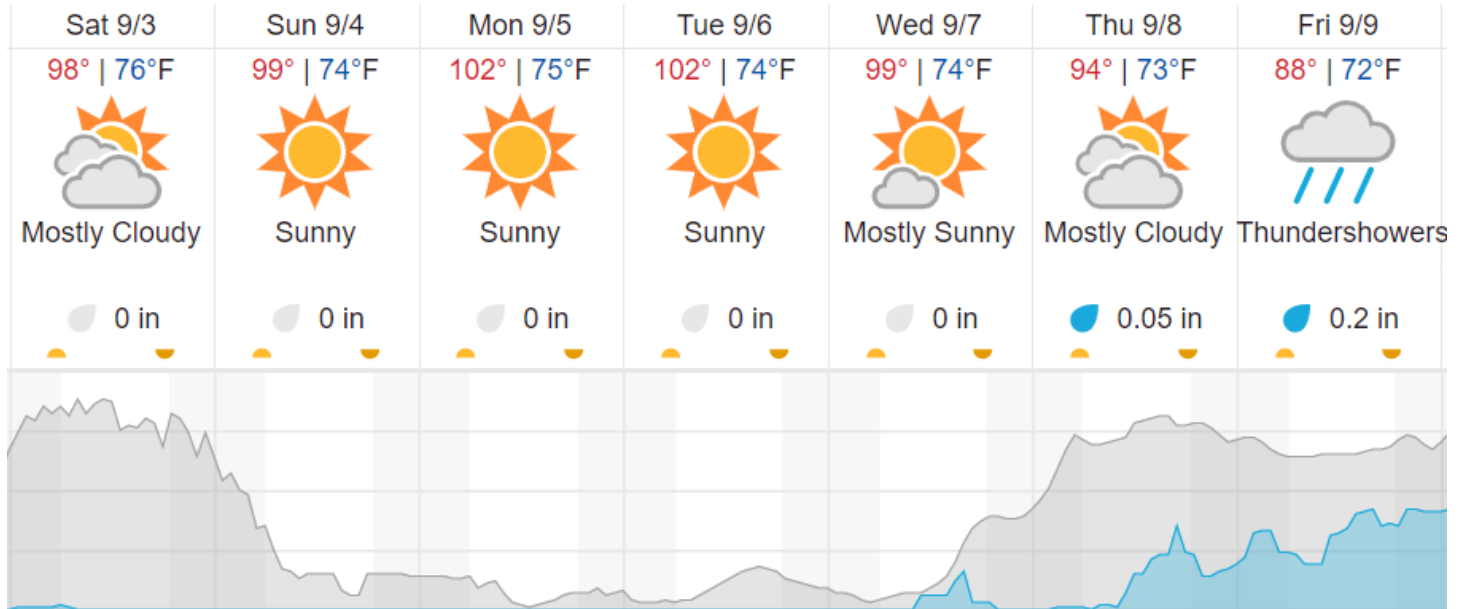 Sat 9/3 Sun 9/4 Mon 9/5 Tue 9/6 Wed 9/7 Thu 9/8 Fri 9/9
98° | 76°F 99° | 74°F 102° | 75°F 102° | 74°F 99° | 74°F 94° | 73°F 88° | 72°F
Mostly Cloudy Sunny Sunny Sunny Mostly Sunny Mostly Cloudy Thundershowers
0 in 0 in 0 in 0 in 0 in 0.05 in 0.2 in